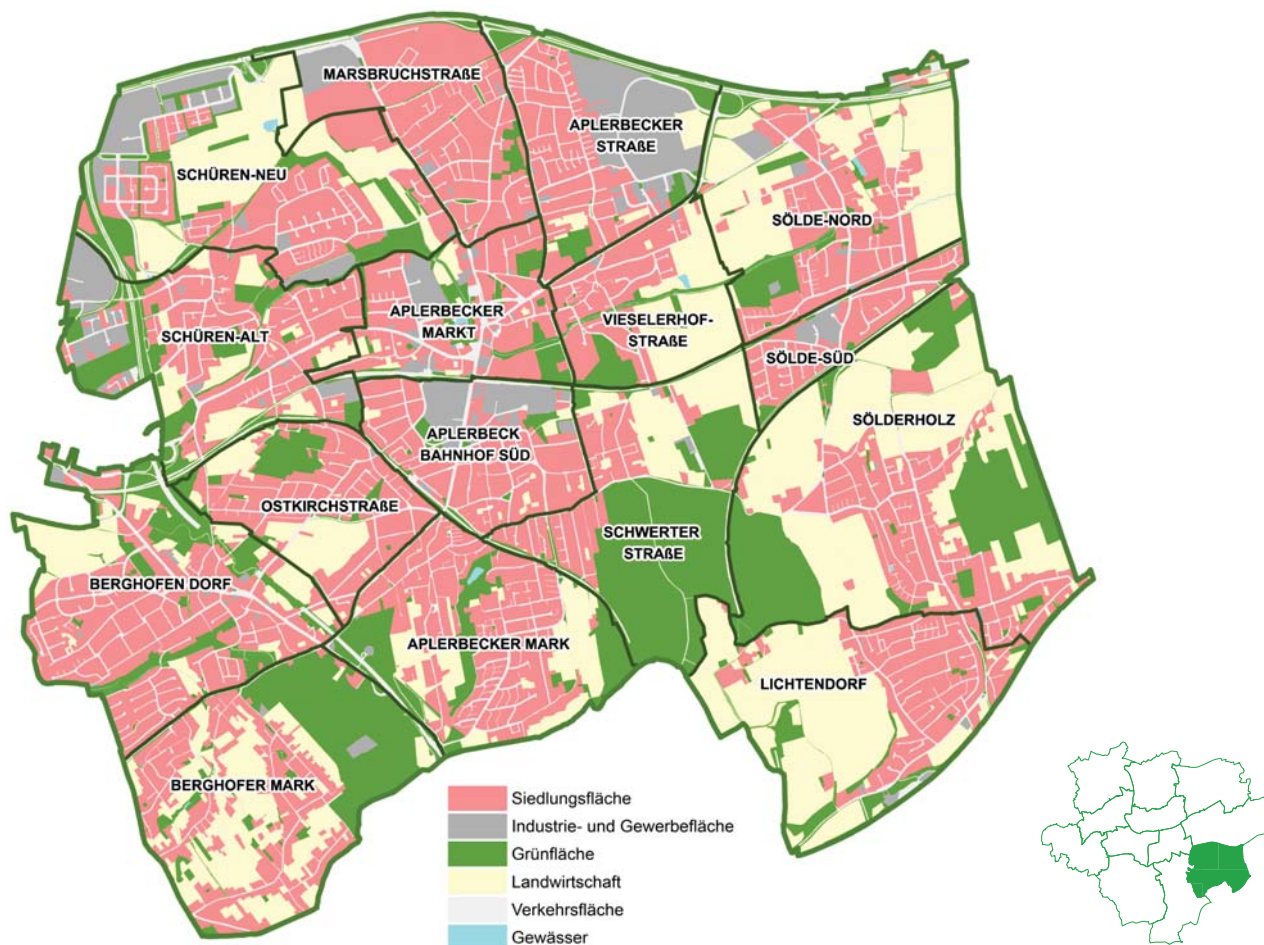 MARSBRUCHSTRAẞE
APLERBECKER
STRAẞE
SCHÜREN-NEU
SÖLDE-NORD
APLERBECKER
MARKT
VIESELERHOF-
STRAẞE
SCHÜREN-ALT
SÖLDE-SÜD
SÖLDERHOLZ
APLERBECK
BAHNHOF SÜD
OSTKIRCHSTRAẞE
SCHWERTER
STRAẞE
BERGHOFEN DORF
APLERBECKER MARK
LICHTENDORF
BERGHOFER MARK
Siedlungsfläche
Industrie- und Gewerbefläche
Grünfläche
Landwirtschaft
Verkehrsfläche
Gewässer